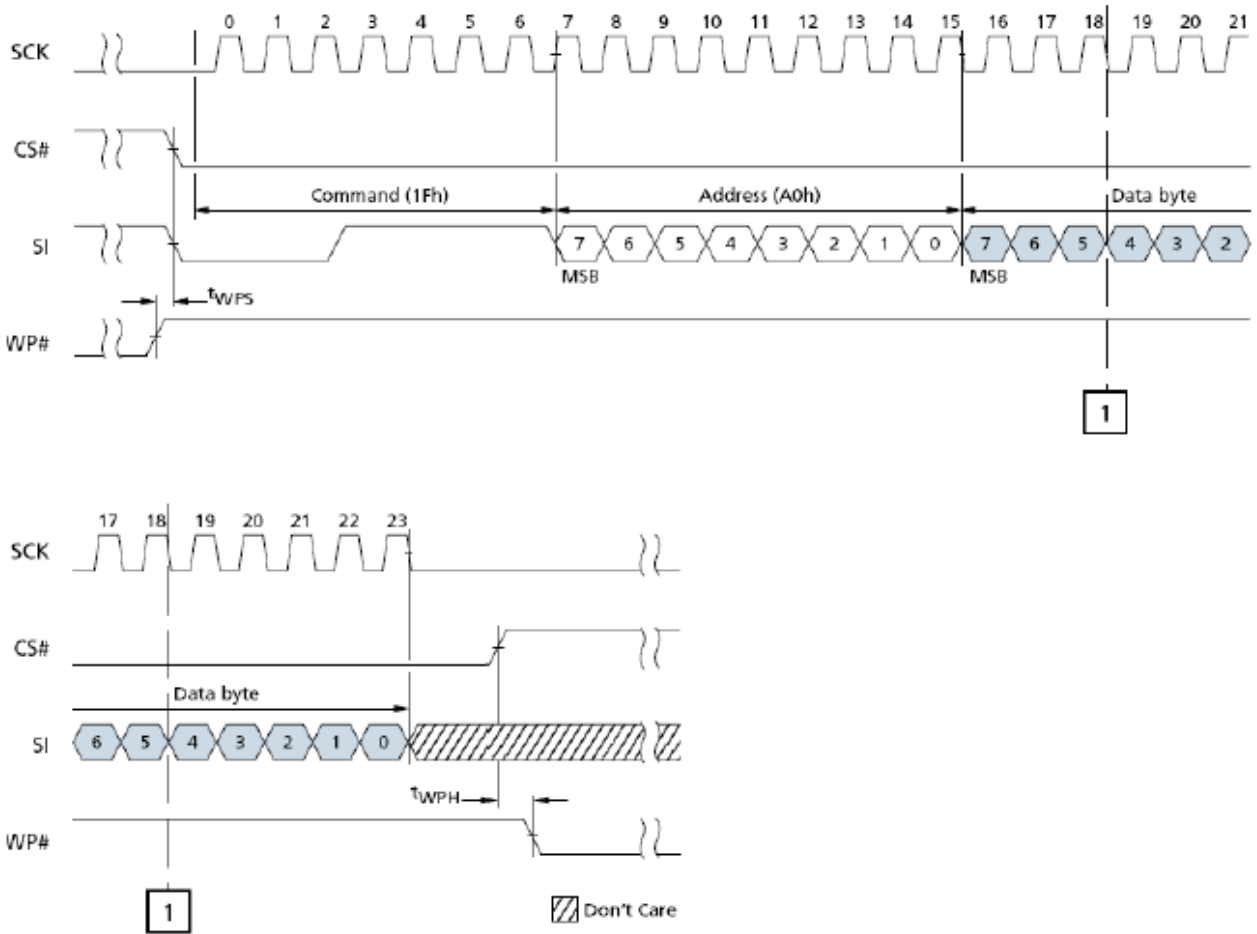 0 1 2 3 4 5 6 7 8 9 10 11 12 13 14 15 16 17 18 19 20 21
SCK
CS#
Command (1Fh) Address (A0h) Data byte
SI 7 6 5 4 3 2 1 0 7 6 5 4 3 2
MSB MSB
tWPS
WP#
1
17 18 19 20 21 22 23
SCK
CS#
Data byte
SI 6 5 4 3 2 1 0
tWPH
WP#
1 Don't Care